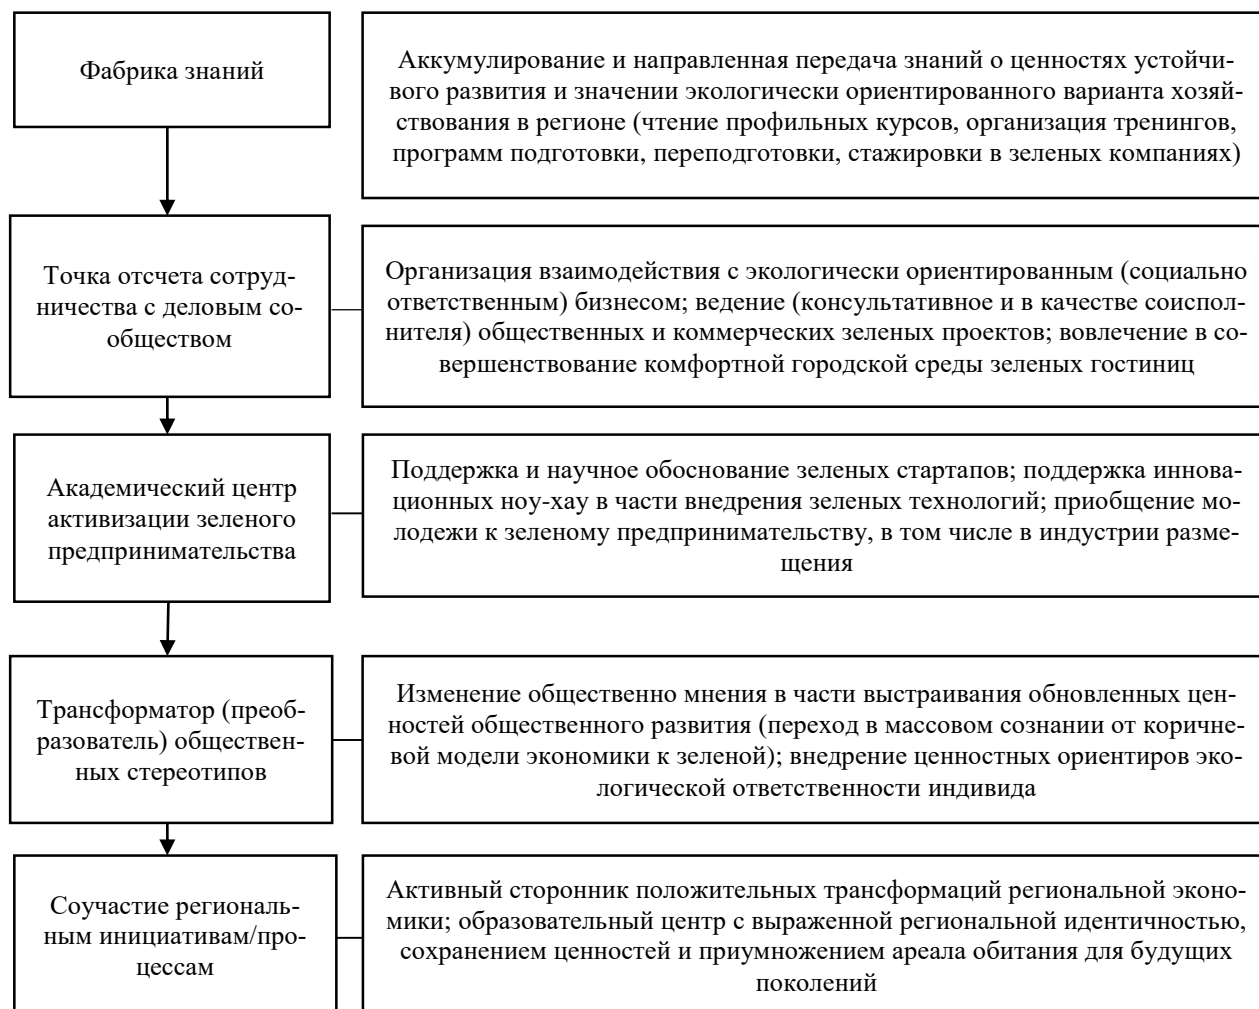 Фабрика знаний
Аккумулирование и направленная передача знаний о ценностях устойчи-
вого развития и значении экологически ориентированного варианта хозяй-
ствования в регионе (чтение профильных курсов, организация тренингов,
программ подготовки, переподготовки, стажировки в зеленых компаниях)
Точка отсчета сотруд-
ничества с деловым со-
обществом
Организация взаимодействия с экологически ориентированным (социально
ответственным) бизнесом; ведение (консультативное и в качестве соиспол-
нителя) общественных и коммерческих зеленых проектов; вовлечение в со-
вершенствование комфортной городской среды зеленых гостиниц
Академический центр
активизации зеленого
предпринимательства
Поддержка и научное обоснование зеленых стартапов; поддержка иннова-
ционных ноу-хау в части внедрения зеленых технологий; приобщение мо-
лодежи к зеленому предпринимательству, в том числе в индустрии разме-
щения
Трансформатор (преоб-
разователь) обществен-
ных стереотипов
Изменение общественно мнения в части выстраивания обновленных цен-
ностей общественного развития (переход в массовом сознании от коричне-
вой модели экономики к зеленой); внедрение ценностных ориентиров эко-
логической ответственности индивида
Соучастие региональ-
ным инициативам/про-
цессам
Активный сторонник положительных трансформаций региональной эконо-
мики; образовательный центр с выраженной региональной идентичностью,
сохранением ценностей и приумножением ареала обитания для будущих
поколений